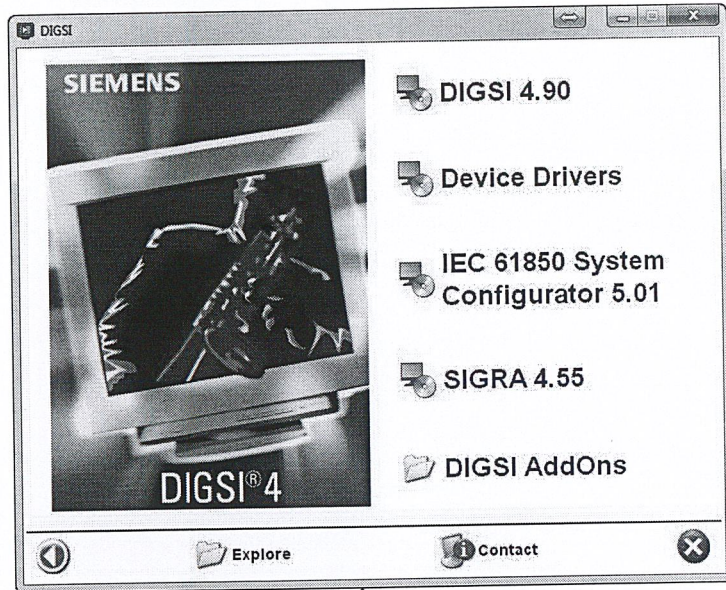 DIGSI
SIEMENS
DIGSI 4.90
Device Drivers
IEC 61850 System
Configurator 5.01
SIGRA 4.55
DIGSI AddOns
DIGSI®4
Explore
Contact